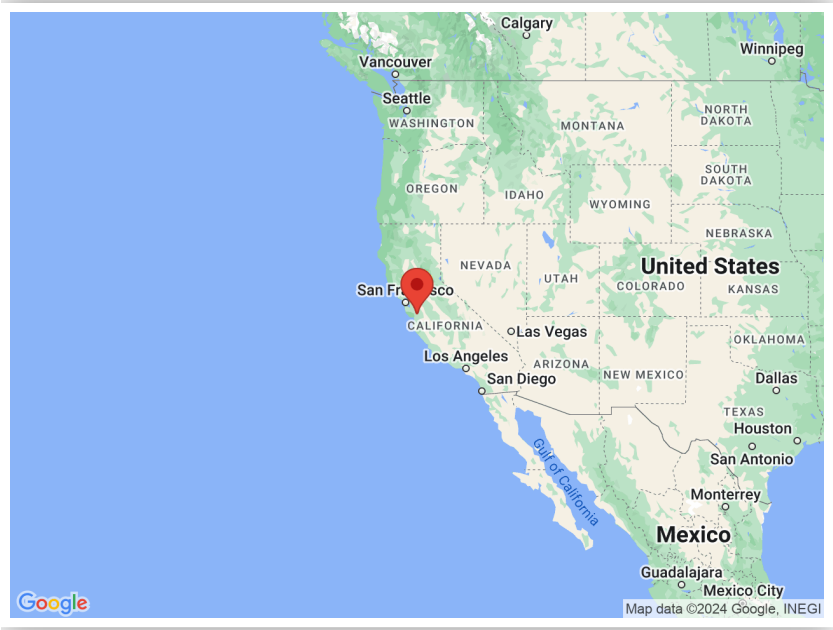 Calgary
Winnipeg
Vancouver
Seattle
WASHINGTON
MONTANA
NORTH
DAKOTA
SOUTH
DAKOTA
OREGON
IDAHO
WYOMING
NEBRASKA
NEVADA
United States
UTAH
COLORADO
KANSAS
San Fr sco
CALIFORNIA
Las Vegas
OKLAHOMA
Los Angeles
ARIZONA
NEW MEXICO
San Diego
Dallas
TEXAS
Houston
San Antonio
Gulf of California
Monterrey
Mexico
Guadalajara
Mexico City
Google
Map data ©2024 Google, INEGI